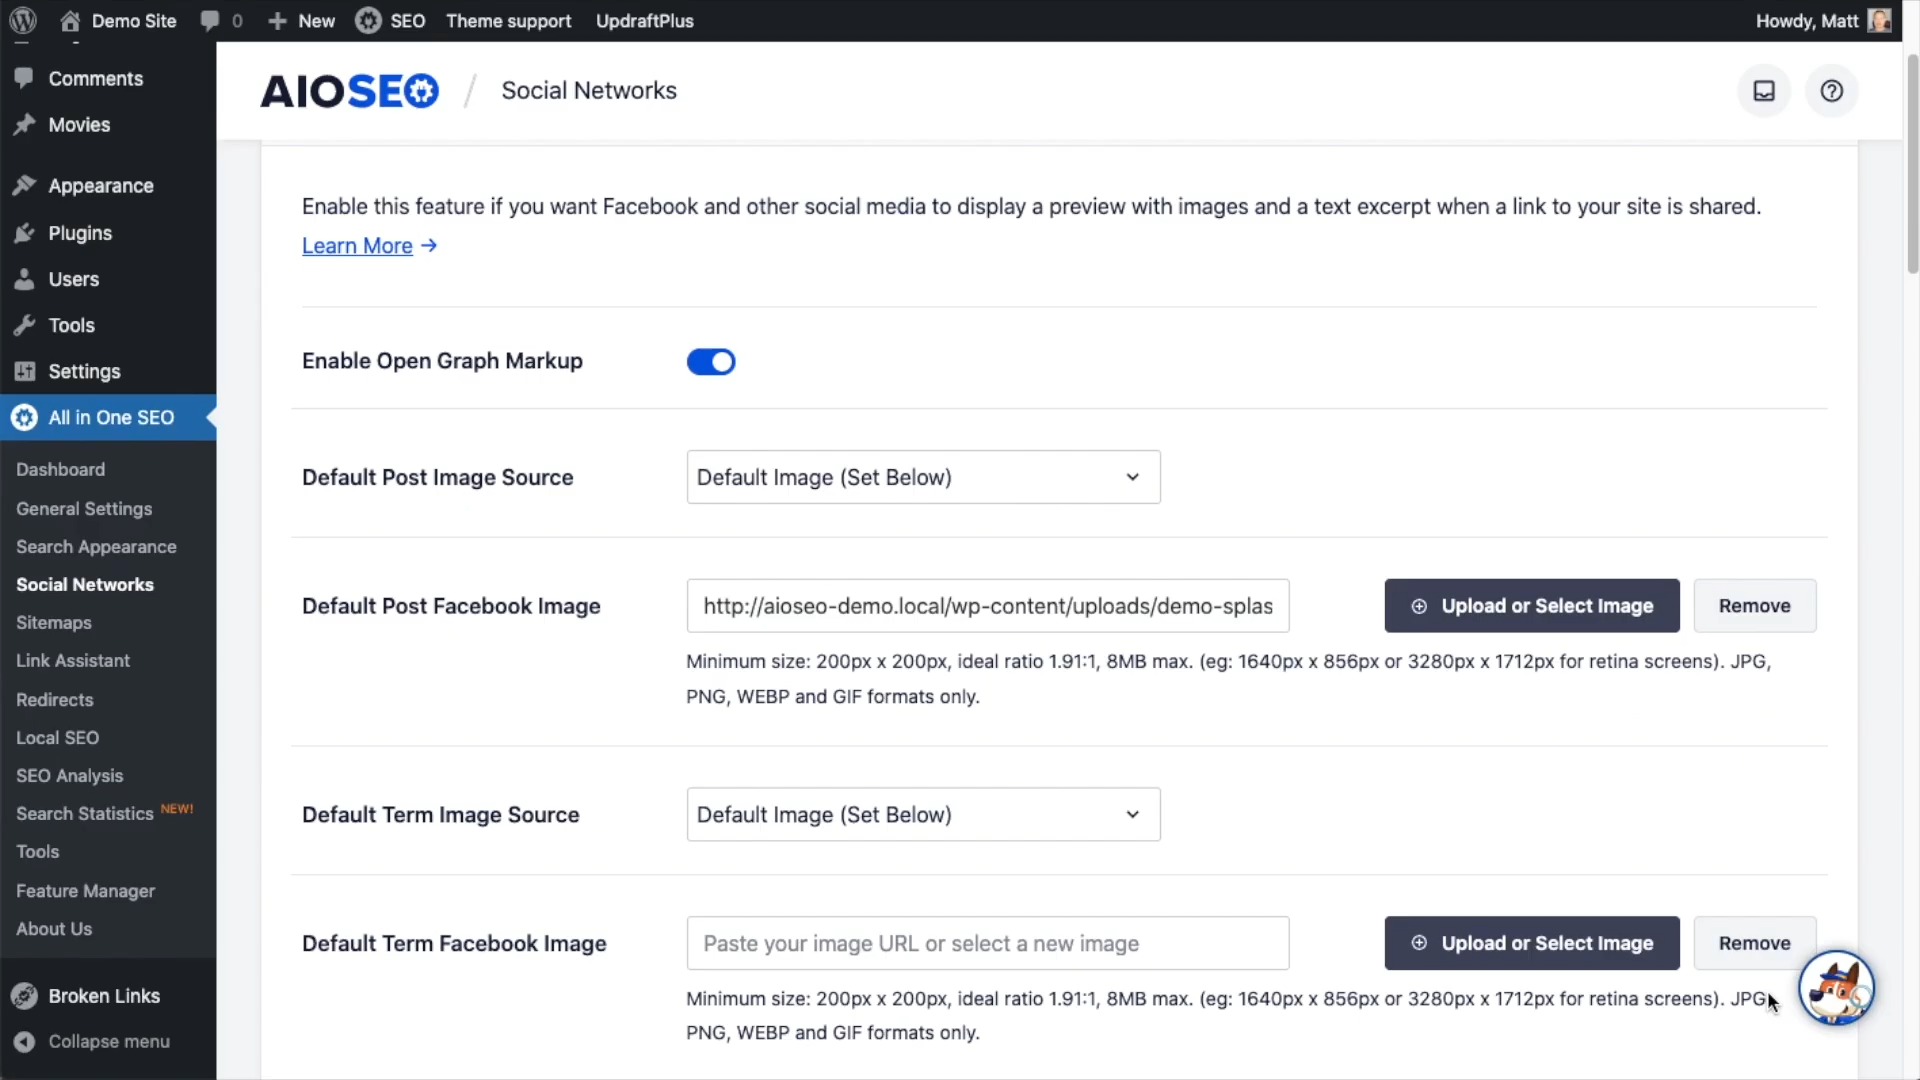 Demo Site 0 New SEO Theme support UpdraftPlus Howdy, Matt
Comments
Movies
Appearance
Plugins
Users
Tools
Settings
All in One SEO
Dashboard
General Settings
Search Appearance
Social Networks
Sitemaps
Link Assistant
Redirects
Local SEO
SEO Analysis
Search Statistics NEW!
Tools
Feature Manager
About Us
Broken Links
Collapse menu
AIOSEO / Social Networks
Enable this feature if you want Facebook and other social media to display a preview with images and a text excerpt when a link to your site is shared.
Learn More →
Enable Open Graph Markup
Default Post Image Source Default Image (Set Below)
Default Post Facebook Image http://aioseo-demo.local/wp-content/uploads/demo-splas Upload or Select Image Remove
Minimum size: 200px x 200px, ideal ratio 1.91:1, 8MB max. (eg: 1640px x 856px or 3280px x 1712px for retina screens). JPG,
PNG, WEBP and GIF formats only.
Default Term Image Source Default Image (Set Below)
Default Term Facebook Image Paste your image URL or select a new image Upload or Select Image Remove
Minimum size: 200px x 200px, ideal ratio 1.91:1, 8MB max. (eg: 1640px x 856px or 3280px x 1712px for retina screens). JPG,
PNG, WEBP and GIF formats only.